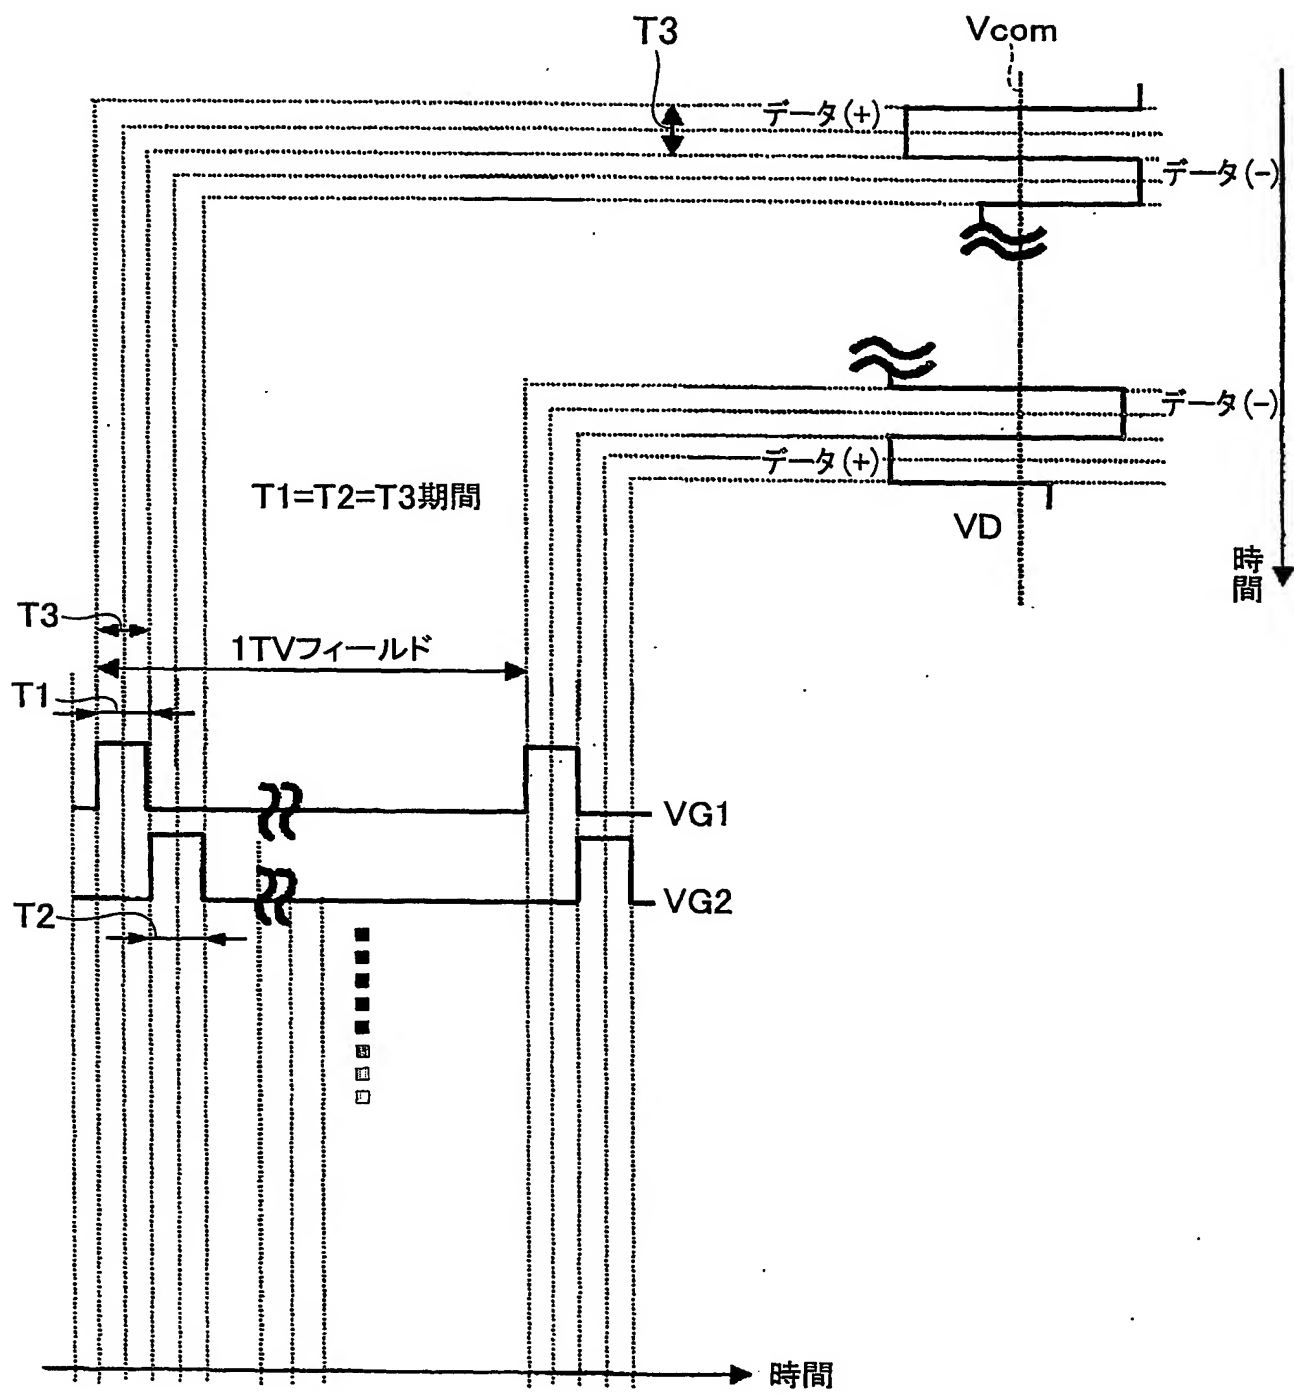 T3
Vcom
データ(+)
データ(-)
データ(-)
データ(+)
T1=T2=T3期間
VD
時間
T3
1TVフィールド
T1
VG1
VG2
T2
時間